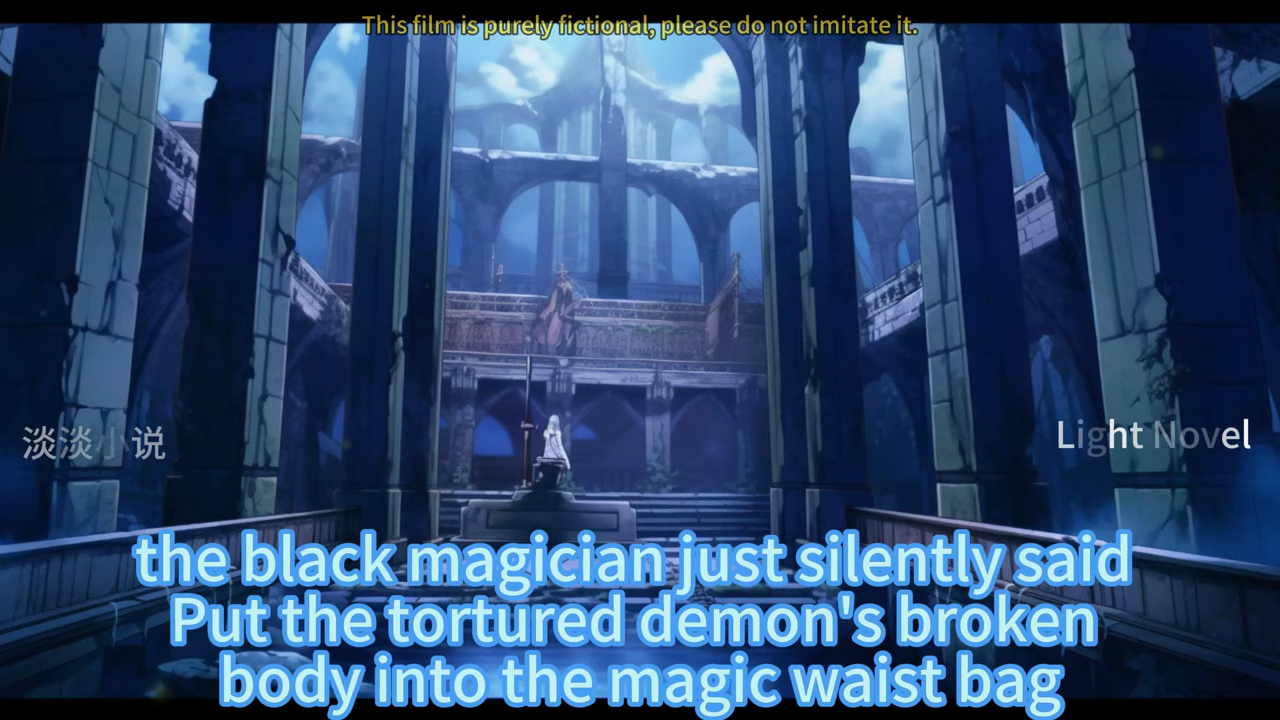 This film is purely fictional, please do not imitate it.
淡淡小说
Light Novel
the black magician just silently said
Put the tortured demon's broken
body into the magic waist bag